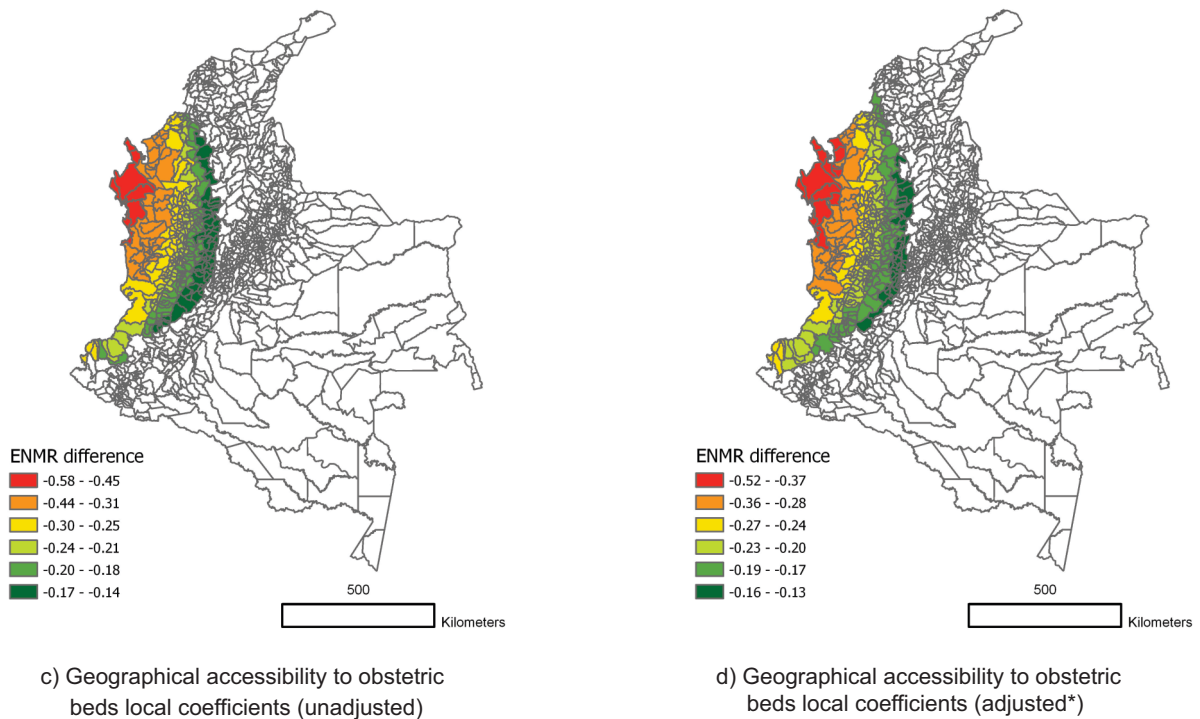 ENMR difference
-0.58 - -0.45
-0.44 - -0.31
-0.30 - -0.25
-0.24 - -0.21
-0.20 - -0.18
-0.17 - -0.14
500
Kilometers
c) Geographical accessibility to obstetric
beds local coefficients (unadjusted)
ENMR difference
-0.52 - -0.37
-0.36 - -0.28
-0.27 - -0.24
-0.23 - -0.20
-0.19 - -0.17
-0.16 - -0.13
500
Kilometers
d) Geographical accessibility to obstetric
beds local coefficients (adjusted*)